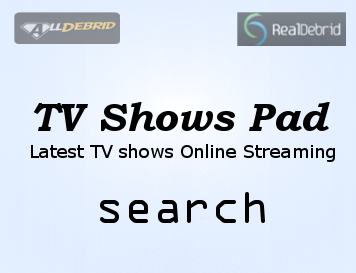 ALLDEBRID
RealDebrid
TV Shows Pad
Latest TV shows Online Streaming
search